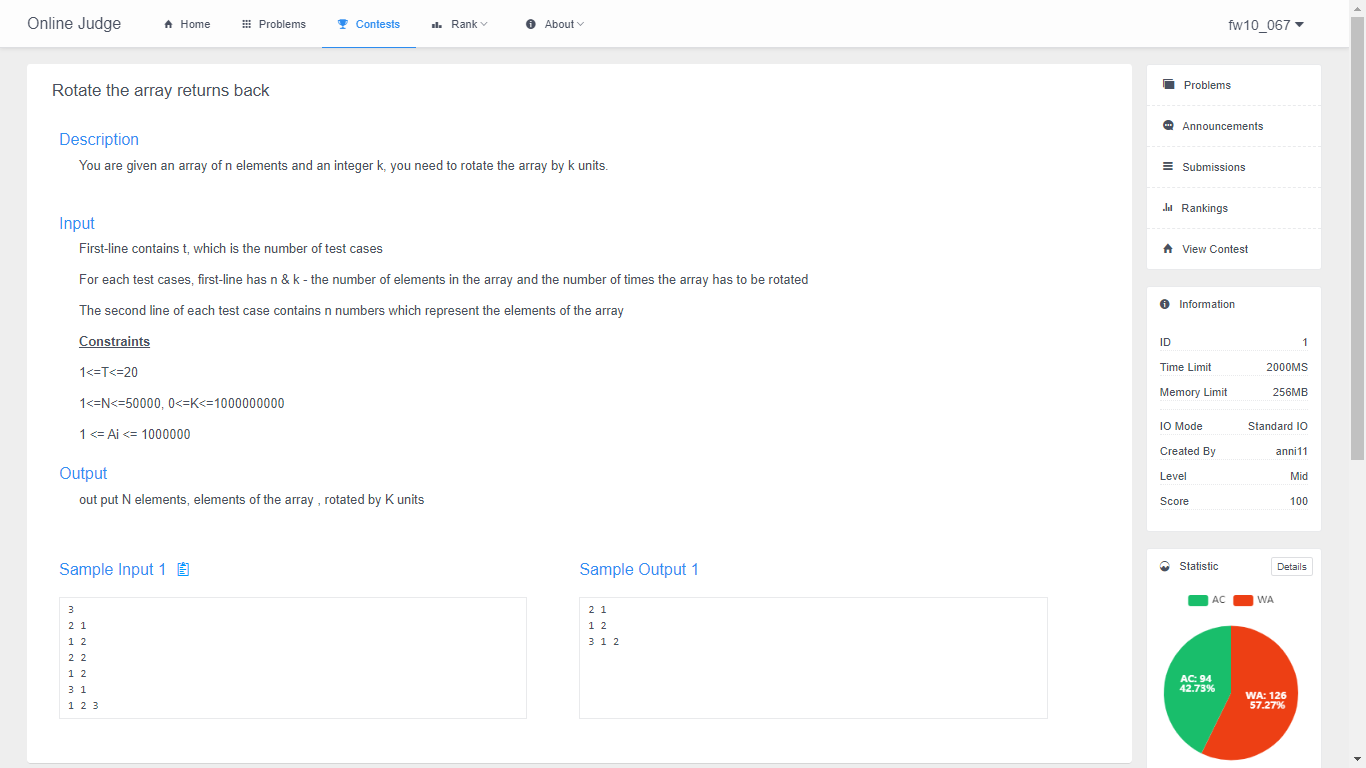 Online Judge
Home
Problems
Contests
Rank
About
fw10_067
Rotate the array returns back
Description
You are given an array of n elements and an integer k, you need to rotate the array by k units.
Input
First-line contains t, which is the number of test cases
For each test cases, first-line has n & k - the number of elements in the array and the number of times the array has to be rotated
The second line of each test case contains n numbers which represent the elements of the array
Constraints
1<=T<=20
1<=N<=50000, 0<=K<=1000000000
1 <= Ai <= 1000000
Output
out put N elements, elements of the array , rotated by K units
Sample Input 1
3
2 1
1 2
2 2
1 2
3 1
1 2 3
Sample Output 1
2 1
1 2
3 1 2
Problems
Announcements
Submissions
Rankings
View Contest
Information
ID 1
Time Limit 2000MS
Memory Limit 256MB
IO Mode Standard IO
Created By anni11
Level Mid
Score 100
Statistic Details
AC WA
AC: 94
42.73%
WA: 126
57.27%